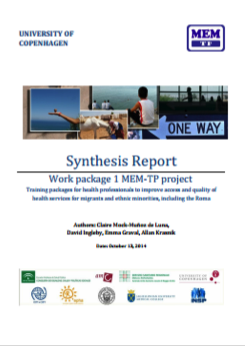 UNIVERSITY OF
COPENHAGEN
MEM
TP
ONE WAY
Synthesis Report
Work package 1 MEM-TP project
Training packages for health professionals to improve access and quality of
health services for migrants and ethnic minorities, including the Roma
Authors: Claire Mock-Muñoz de Luna,
David Ingleby, Emma Graval, Allan Krasnik
Date: October 15, 2014